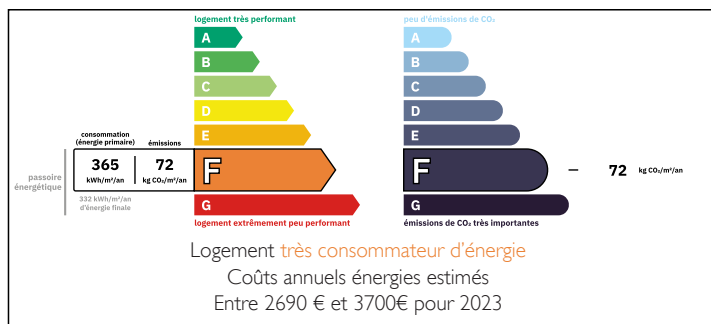 logement très performant
A
B
C
D
E
consommation
(énergie primaire)
émissions
365
72
kWh/m²/an
kg CO₂/m²/an
F
passoire
énergétique
332 kWh/m²/an
d'énergie finale
G
logement extrêmement peu performant
peu d'émissions de CO₂
A
B
C
D
E
F
72 kg CO₂/m²/an
G
émissions de CO₂ très importantes
Logement très consommateur d'énergie
Coûts annuels énergies estimés
Entre 2690 € et 3700€ pour 2023